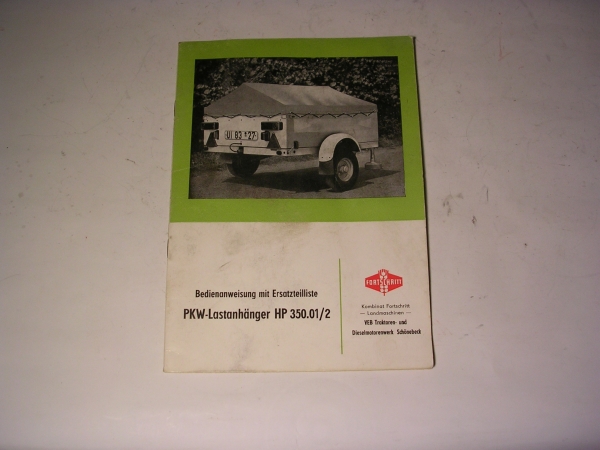 Bedienanweisung mit Ersatzteilliste
PKW-Lastanhänger HP 350.01/2
FORTSCHRITT
Kombinat Fortschritt
— Landmaschinen —
VEB Traktoren- und
Dieselmotorenwerk Schönebeck